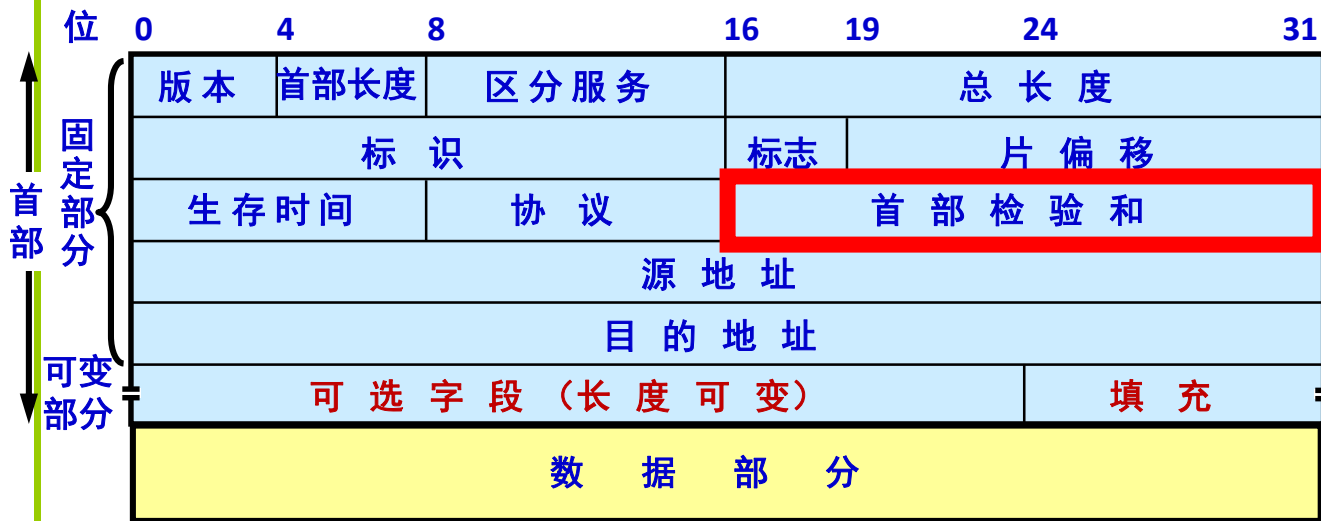 位 0 4 8 16 19 24 31
版本 首部长度 区分服务 总长度
标识 标志 片偏移
生存时间 协议 首部检验和
源地址
目的地址
可选字段（长度可变） 填充
数据部分
首部
固定部分
可变部分